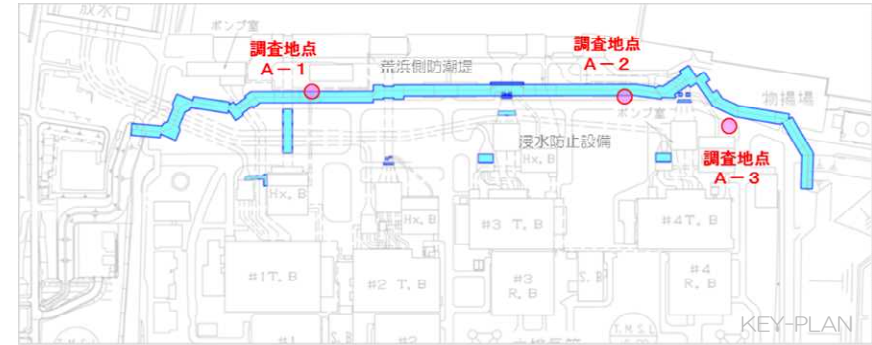 取水口
ポンプ室
調査地点
A－1
荒浜側防潮堤
調査地点
A－2
物揚場
ポンプ室
浸水防止設備
調査地点
A－3
Hx. B
Hx. B
Hx. B
#1T. B
#2 T. B
#3 T. B
#4T. B
#3
R. B
S. B
#4
R. B
#1
S. B
#2
T.M.S.L
KEY-PLAN